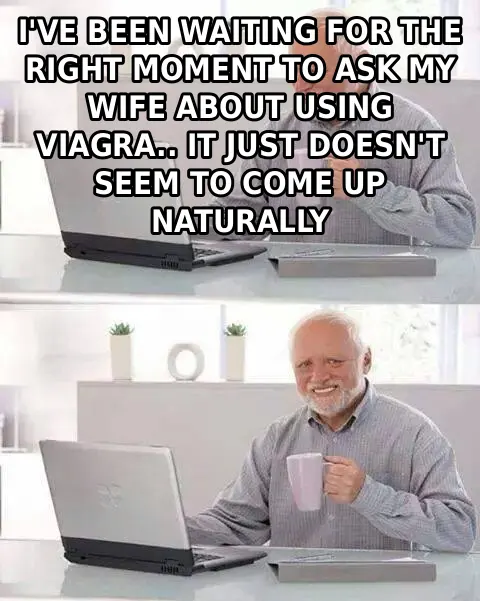 I'VE BEEN WAITING FOR THE
RIGHT MOMENT TO ASK MY
WIFE ABOUT USING
VIAGRA.. IT JUST DOESN'T
SEEM TO COME UP
NATURALLY